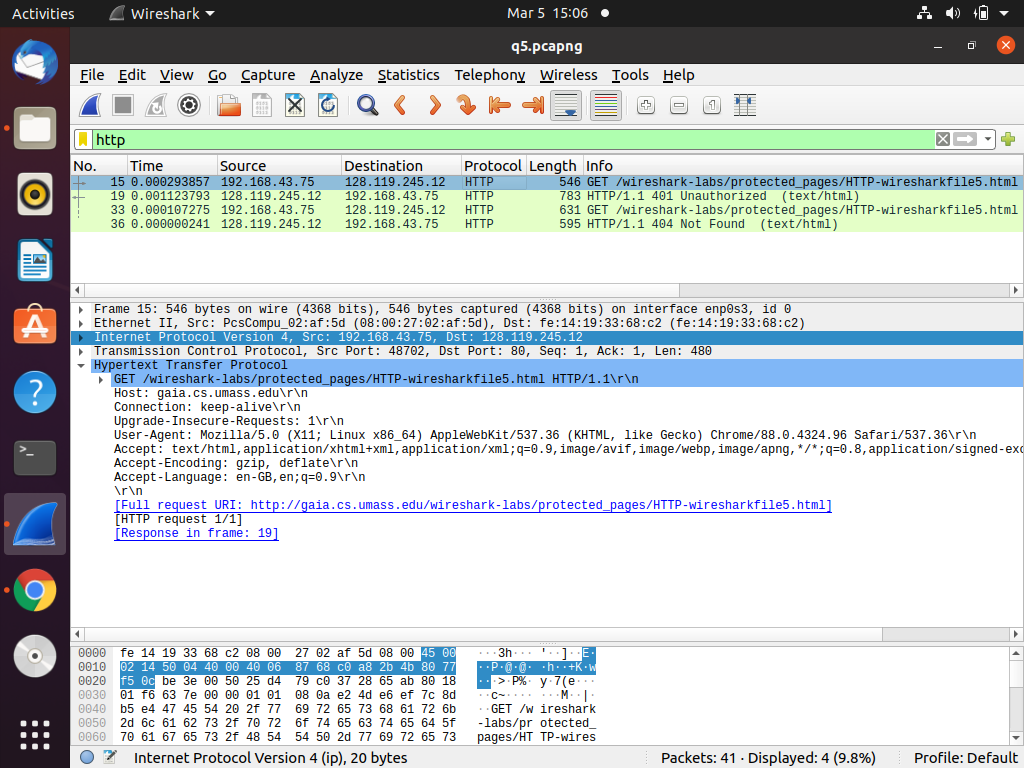 Activities Wireshark Mar 5 15:06
q5.pcapng
File Edit View Go Capture Analyze Statistics Telephony Wireless Tools Help
http
No. Time Source Destination Protocol Length Info
15 0.000293857 192.168.43.75 128.119.245.12 HTTP 546 GET /wireshark-labs/protected_pages/HTTP-wiresharkfile5.html
19 0.001123793 128.119.245.12 192.168.43.75 HTTP 783 HTTP/1.1 401 Unauthorized (text/html)
33 0.000107275 192.168.43.75 128.119.245.12 HTTP 631 GET /wireshark-labs/protected_pages/HTTP-wiresharkfile5.html
36 0.000000241 128.119.245.12 192.168.43.75 HTTP 595 HTTP/1.1 404 Not Found (text/html)
Frame 15: 546 bytes on wire (4368 bits), 546 bytes captured (4368 bits) on interface enp0s3, id 0
Ethernet II, Src: PcsCompu_02:af:5d (08:00:27:02:af:5d), Dst: fe:14:19:33:68:c2 (fe:14:19:33:68:c2)
Internet Protocol Version 4, Src: 192.168.43.75, Dst: 128.119.245.12
Transmission Control Protocol, Src Port: 48702, Dst Port: 80, Seq: 1, Ack: 1, Len: 480
Hypertext Transfer Protocol
GET /wireshark-labs/protected_pages/HTTP-wiresharkfile5.html HTTP/1.1\r\n
Host: gaia.cs.umass.edu\r\n
Connection: keep-alive\r\n
Upgrade-Insecure-Requests: 1\r\n
User-Agent: Mozilla/5.0 (X11; Linux x86_64) AppleWebKit/537.36 (KHTML, like Gecko) Chrome/88.0.4324.96 Safari/537.36\r\n
Accept: text/html,application/xhtml+xml,application/xml;q=0.9,image/avif,image/webp,image/apng,*/*;q=0.8,application/signed-exc
Accept-Encoding: gzip, deflate\r\n
Accept-Language: en-GB,en;q=0.9\r\n
\r\n
[Full request URI: http://gaia.cs.umass.edu/wireshark-labs/protected_pages/HTTP-wiresharkfile5.html]
[HTTP request 1/1]
[Response in frame: 19]
0000 fe 14 19 33 68 c2 08 00 27 02 af 5d 08 00 45 00 ···3h··· '··]··E·
0010 02 14 50 04 40 00 40 06 87 68 c0 a8 2b 4b 80 77 ··P·@·@· ·h··+K·w
0020 f5 0c be 3e 00 50 25 d4 79 c0 37 28 65 ab 80 18 ···>·P%· y·7(e···
0030 01 f6 63 7e 00 00 01 01 08 0a e2 4d e6 ef 7c 8d ··c~···· ···M··|·
0040 b5 e4 47 45 54 20 2f 77 69 72 65 73 68 61 72 6b ··GET /w ireshark
0050 2d 6c 61 62 73 2f 70 72 6f 74 65 63 74 65 64 5f -labs/pr otected_
0060 70 61 67 65 73 2f 48 54 54 50 2d 77 69 72 65 73 pages/HT TP-wires
Internet Protocol Version 4 (ip), 20 bytes Packets: 41 · Displayed: 4 (9.8%) Profile: Default